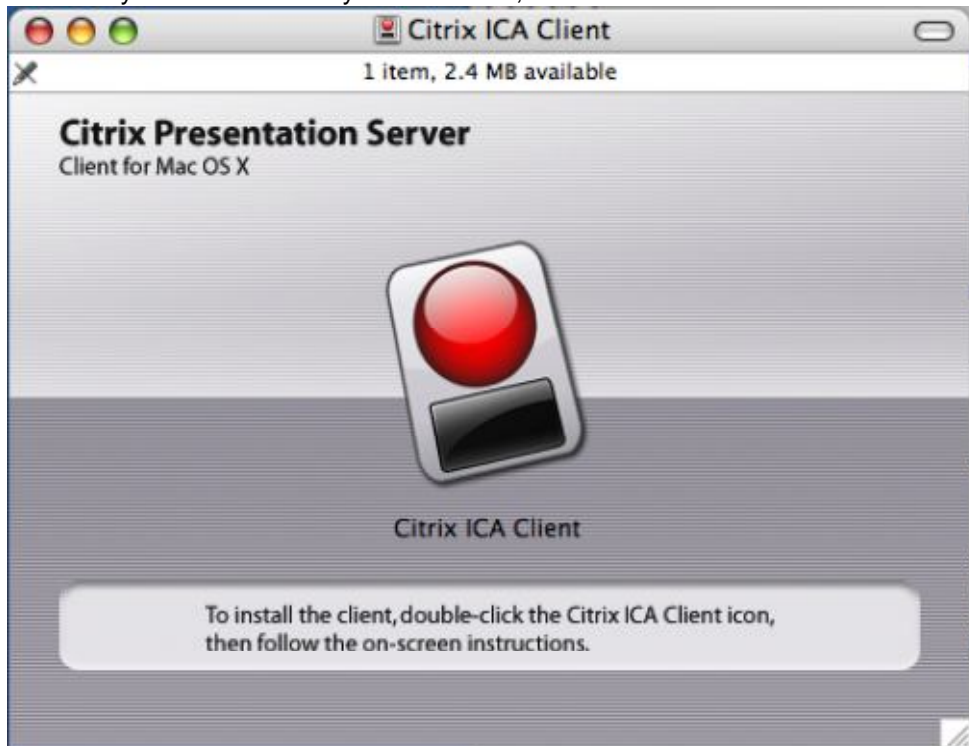 Citrix ICA Client
1 item, 2.4 MB available
Citrix Presentation Server
Client for Mac OS X
Citrix ICA Client
To install the client, double-click the Citrix ICA Client icon,
then follow the on-screen instructions.